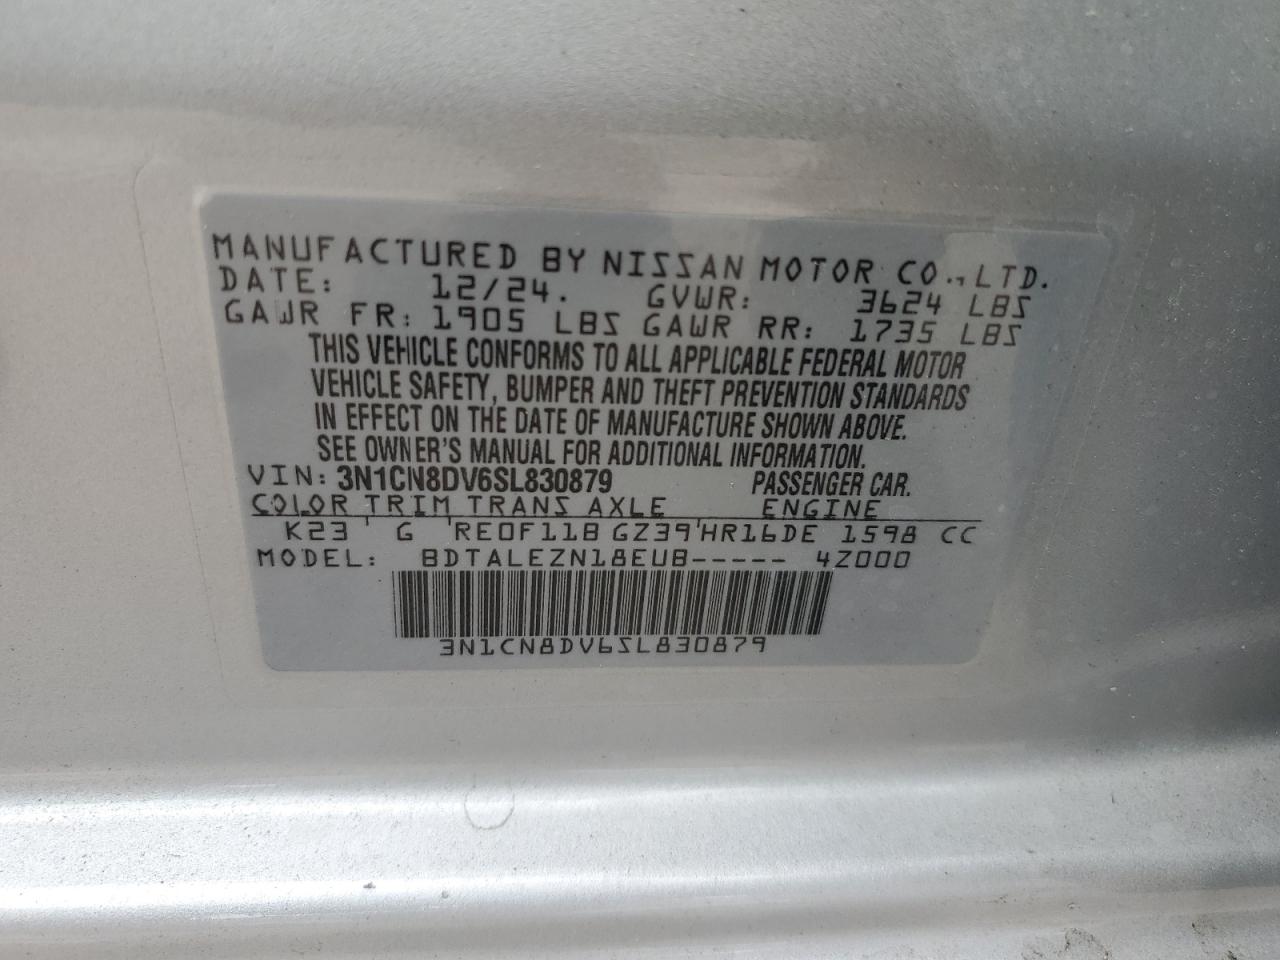 MANUFACTURED BY NISSAN MOTOR CO., LTD.
DATE: 12/24. GVWR: 3624 LBS
GAWR FR: 1905 LBS GAWR RR: 1735 LBS
THIS VEHICLE CONFORMS TO ALL APPLICABLE FEDERAL MOTOR
VEHICLE SAFETY, BUMPER AND THEFT PREVENTION STANDARDS
IN EFFECT ON THE DATE OF MANUFACTURE SHOWN ABOVE.
SEE OWNER'S MANUAL FOR ADDITIONAL INFORMATION.
VIN: 3N1CN8DV6SL830879 PASSENGER CAR.
COLOR TRIM TRANS AXLE ENGINE
K23 ' G 'RE0F11B GZ39'HR16DE 1598 CC
MODEL: BDTALEZN18EUB----- 4Z000
3N1CN8DV6SL830879